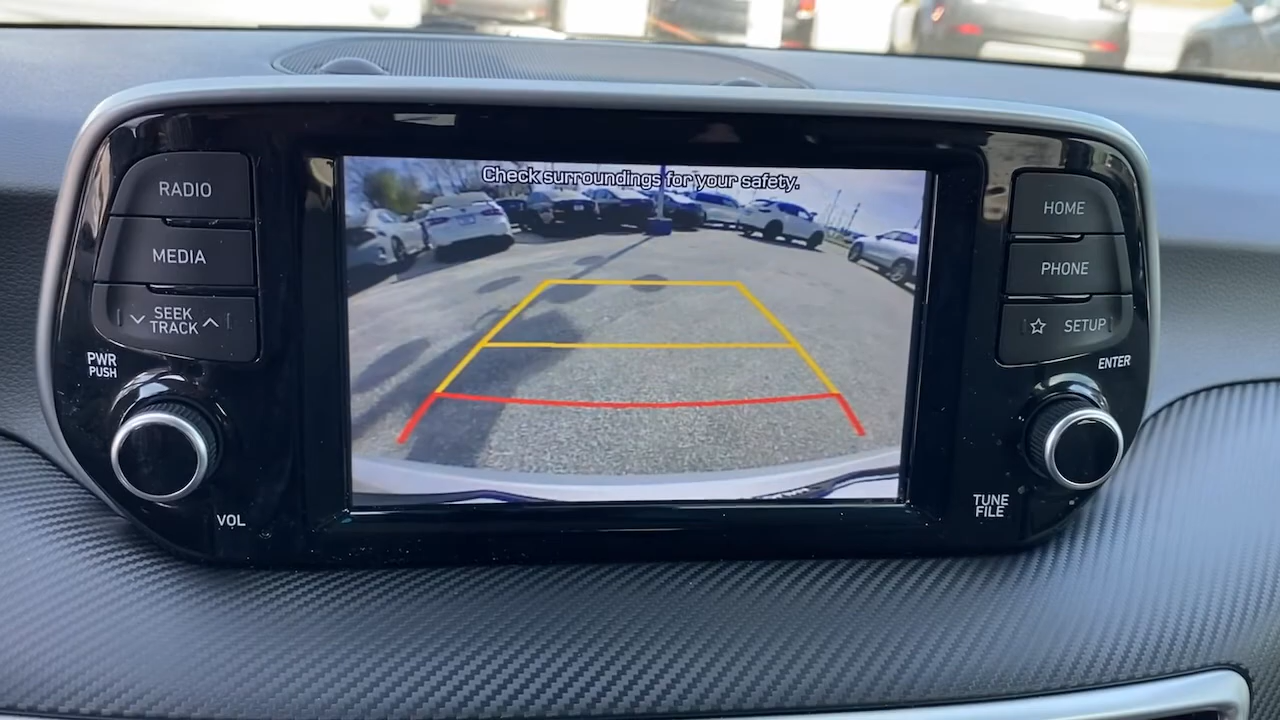 Check surroundings for your safety.
RADIO
MEDIA
SEEK
TRACK
PWR
PUSH
VOL
HOME
PHONE
SETUP
ENTER
TUNE
FILE